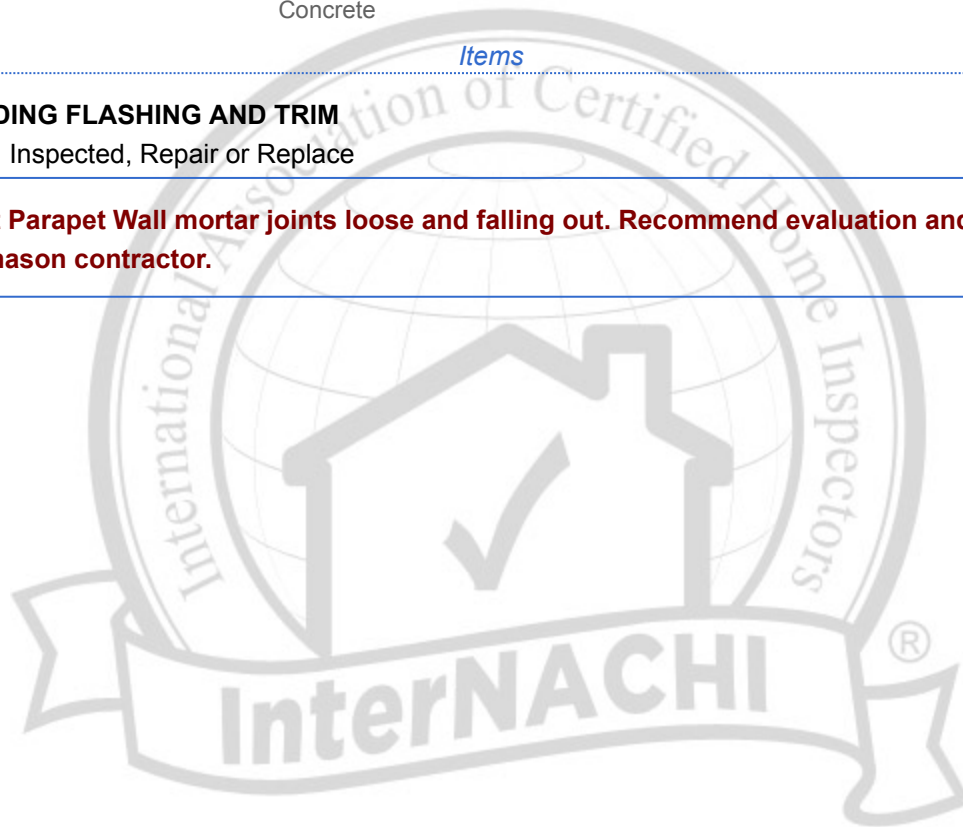 Concrete
Items
DING FLASHING AND TRIM
Inspected, Repair or Replace
Parapet Wall mortar joints loose and falling out. Recommend evaluation and
mason contractor.
International Association of Certified Home Inspectors
InterNACHI ®